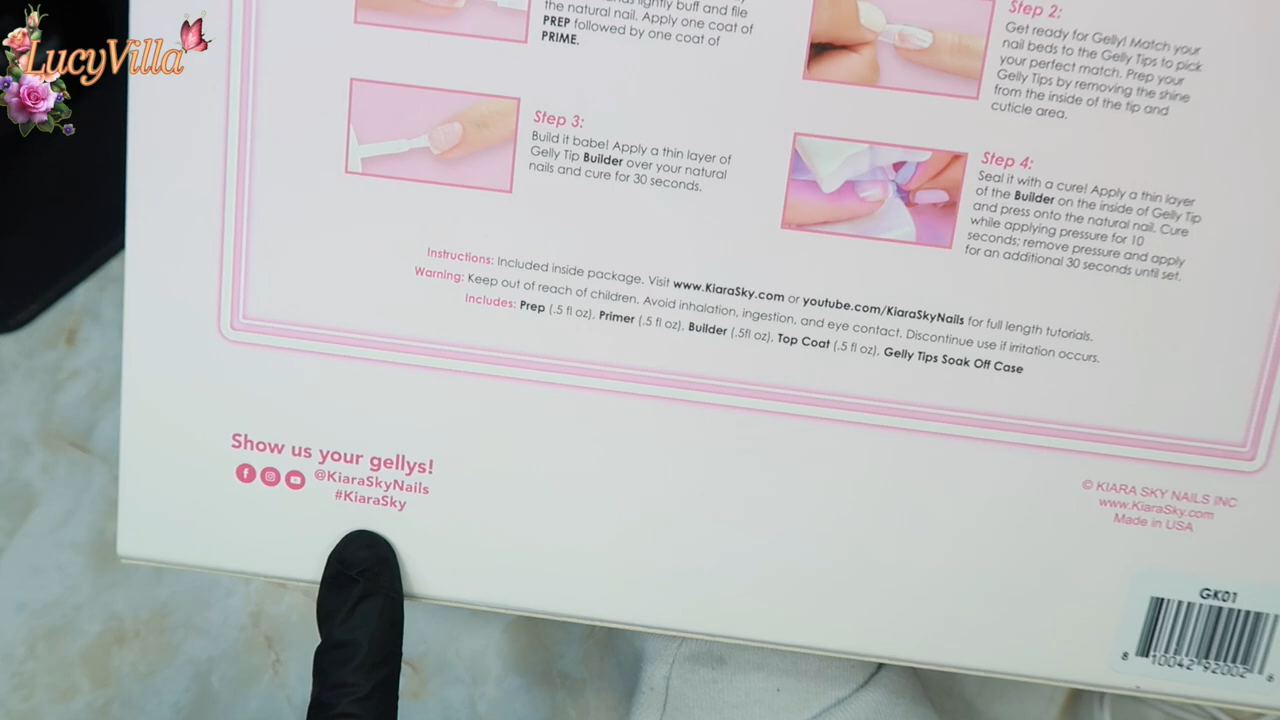 LucyVilla
lightly buff and file
the natural nail. Apply one coat of
PREP followed by one coat of
PRIME.
Step 2:
Get ready for Gelly! Match your
nail beds to the Gelly Tips to pick
your perfect match. Prep your
Gelly Tips by removing the shine
from the inside of the tip and
cuticle area.
Step 3:
Build it babe! Apply a thin layer of
Gelly Tip Builder over your natural
nails and cure for 30 seconds.
Step 4:
Seal it with a cure! Apply a thin layer
of the Builder on the inside of Gelly Tip
and press onto the natural nail. Cure
while applying pressure for 10
seconds; remove pressure and apply
for an additional 30 seconds until set.
Instructions: Included inside package. Visit www.KiaraSky.com or youtube.com/KiaraSkyNails for full length tutorials.
Warning: Keep out of reach of children. Avoid inhalation, ingestion, and eye contact. Discontinue use if irritation occurs.
Includes: Prep (.5 fl oz), Primer (.5 fl oz), Builder (.5fl oz), Top Coat (.5 fl oz), Gelly Tips Soak Off Case
Show us your gellys!
@KiaraSkyNails
#KiaraSky
© KIARA SKY NAILS INC
www.KiaraSky.com
Made in USA
GK01
8 10042 92002 6